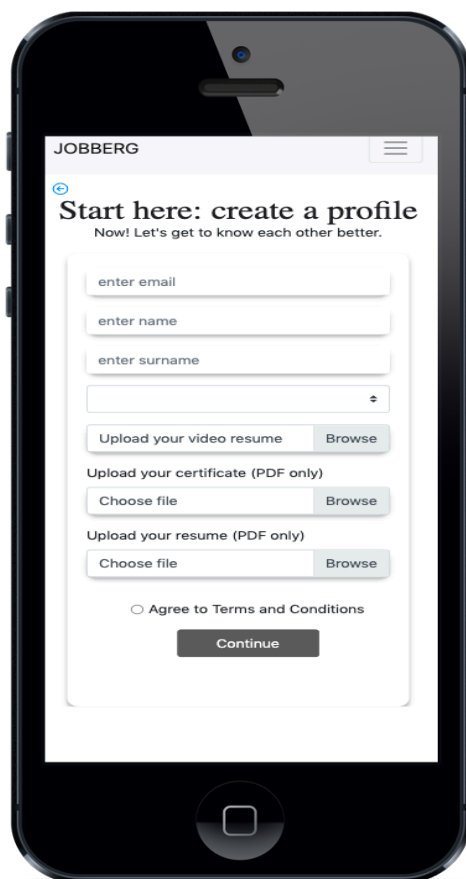 JOBBERG
Start here: create a profile
Now! Let's get to know each other better.
enter email
enter name
enter surname
Upload your video resume Browse
Upload your certificate (PDF only)
Choose file Browse
Upload your resume (PDF only)
Choose file Browse
Agree to Terms and Conditions
Continue